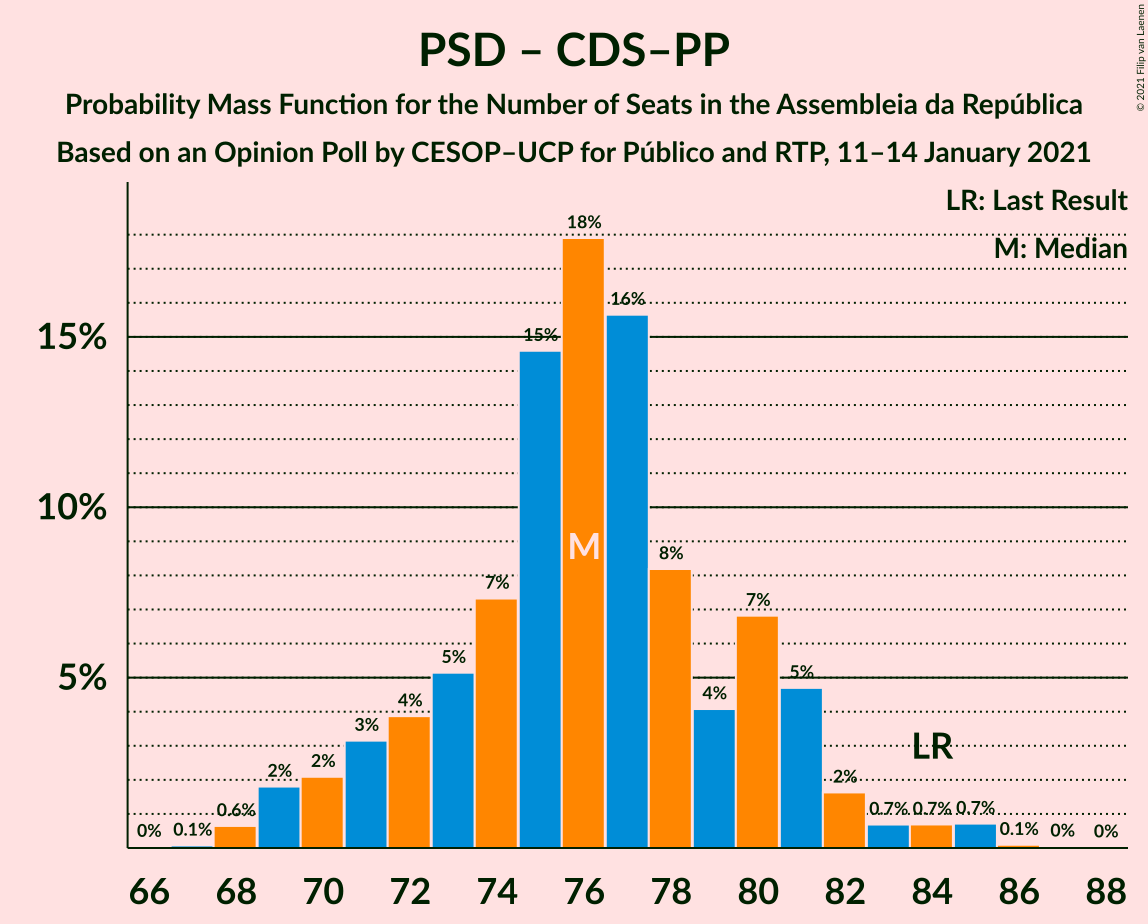 PSD – CDS–PP
Probability Mass Function for the Number of Seats in the Assembleia da República
Based on an Opinion Poll by CESOP–UCP for Público and RTP, 11–14 January 2021
© 2021 Filip van Laenen
LR: Last Result
M: Median
15%
10%
5%
0% 0.1% 0.6% 2% 2% 3% 4% 5% 7% 15% 18% 16% 8% 4% 7% 5% 2% 0.7% 0.7% 0.7% 0.1% 0% 0%
M
LR
66 68 70 72 74 76 78 80 82 84 86 88